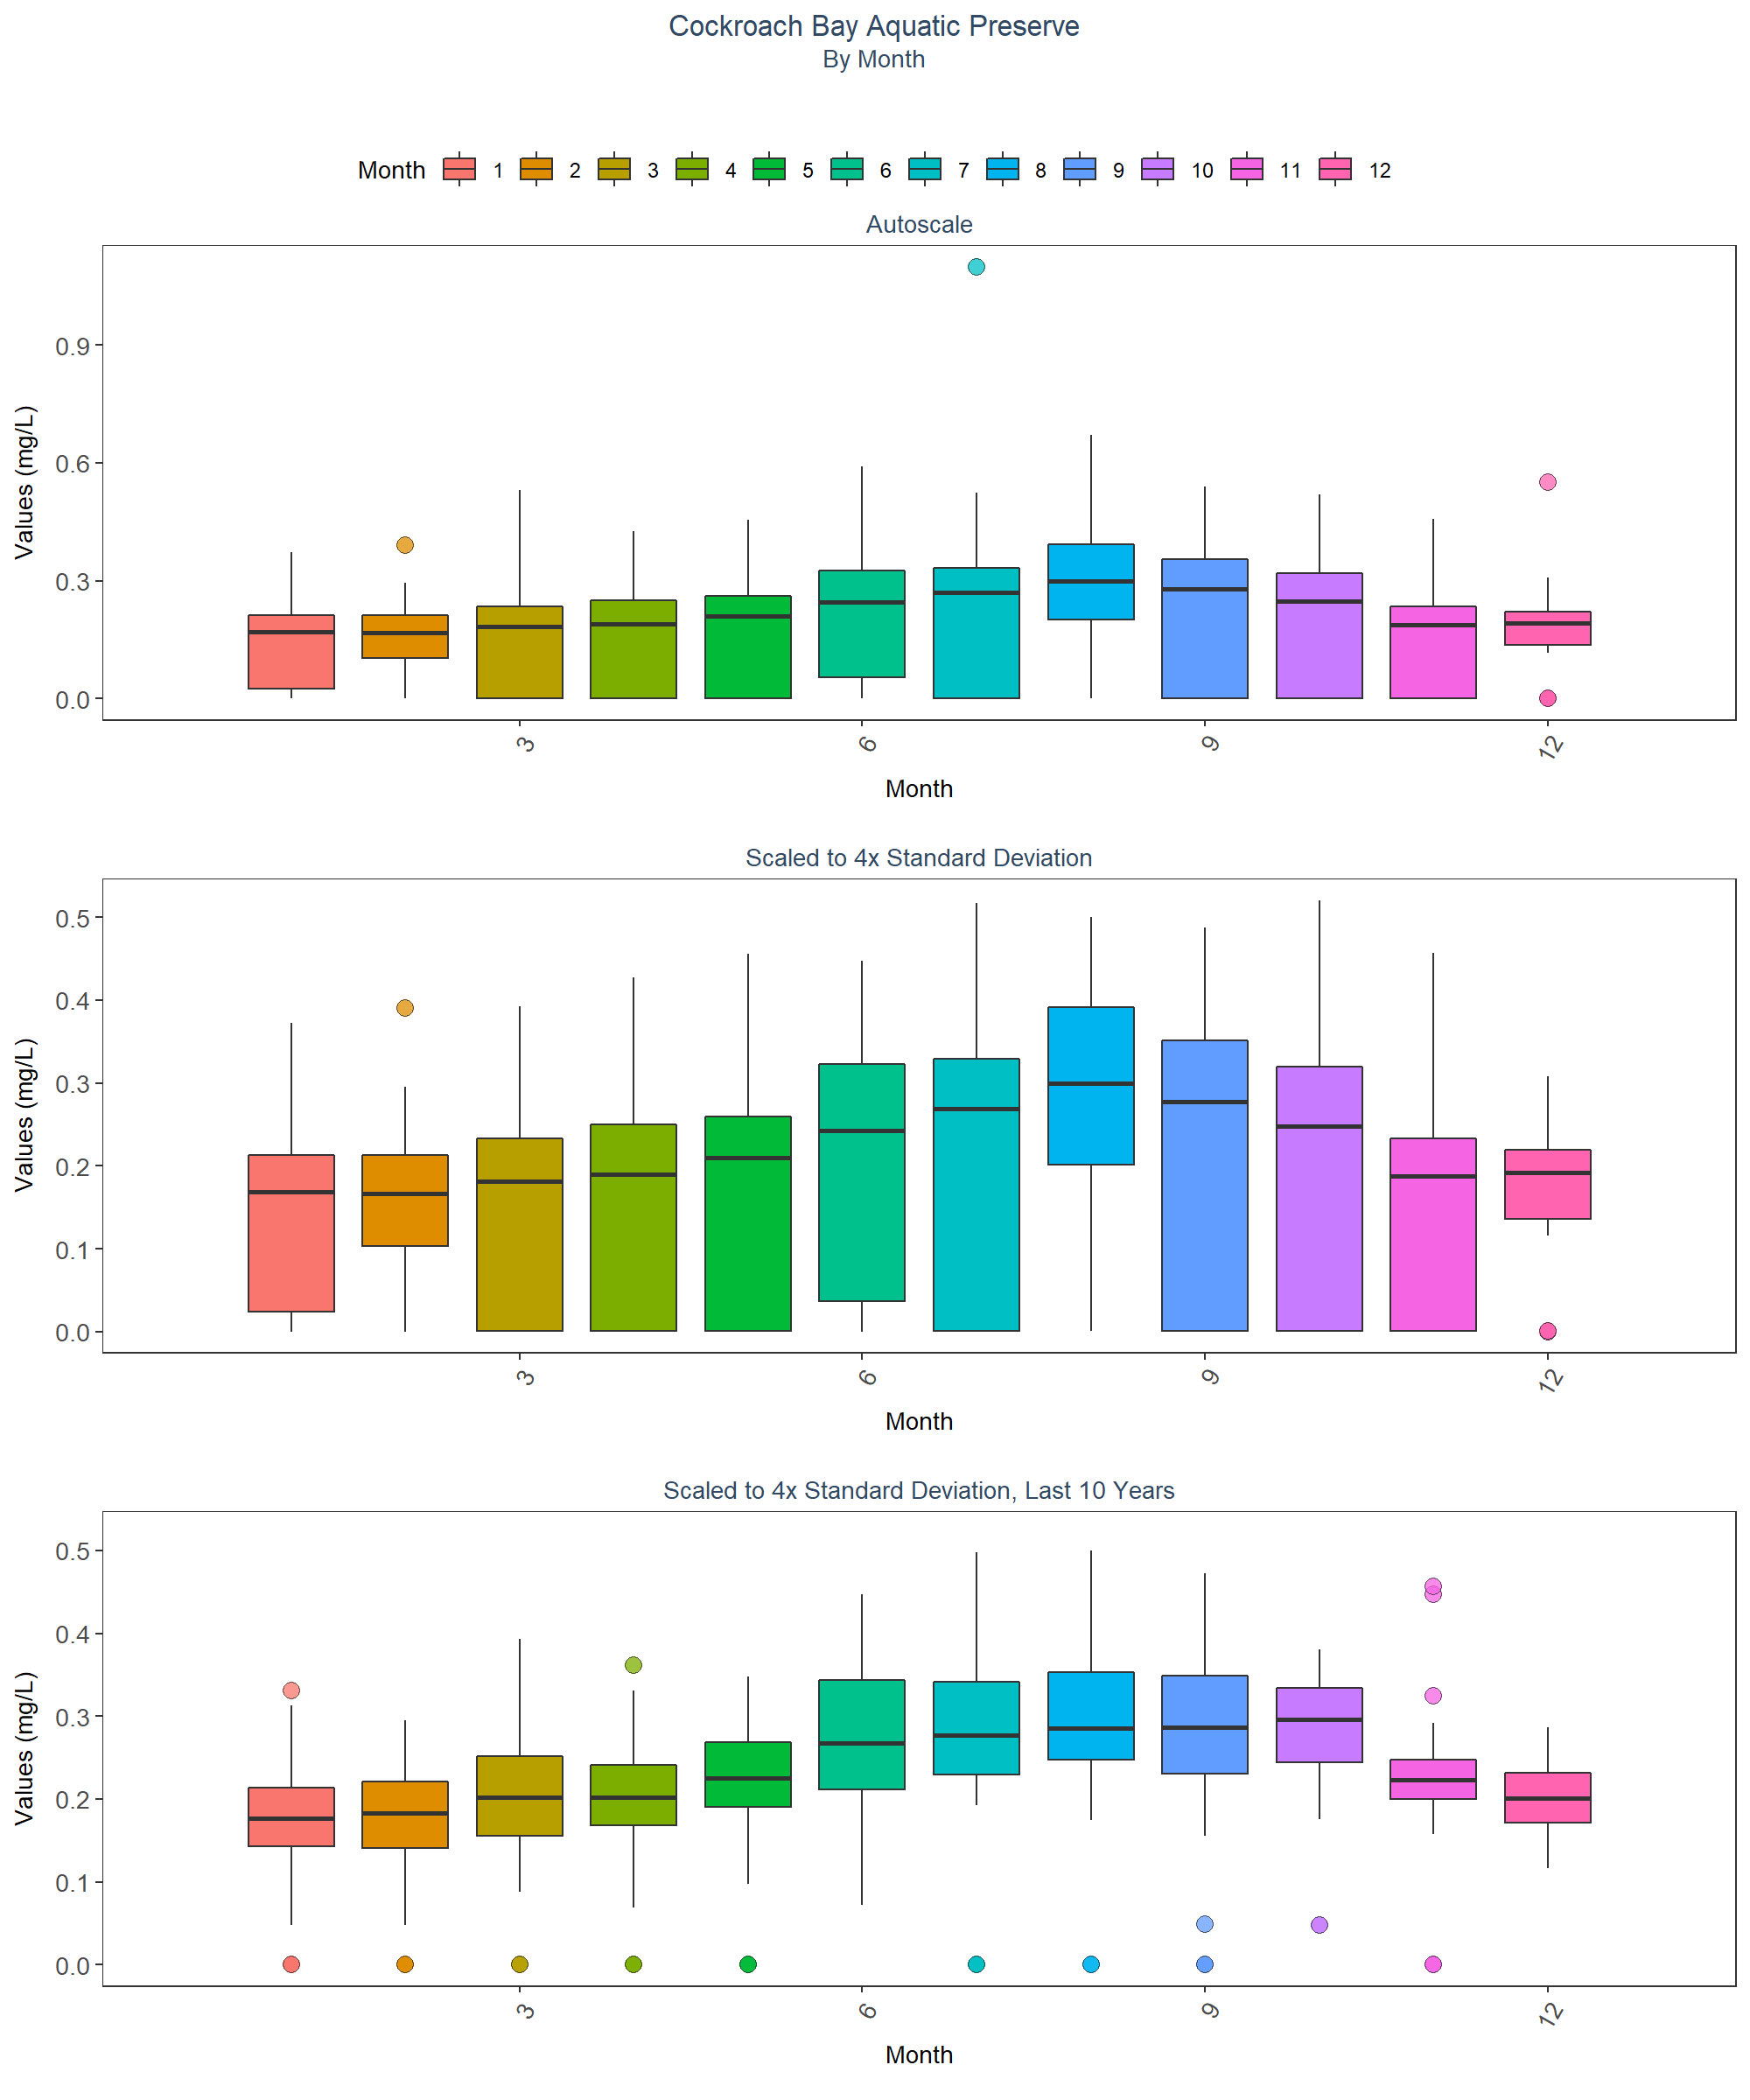 Cockroach Bay Aquatic Preserve
By Month
Month 1 2 3 4 5 6 7 8 9 10 11 12
Autoscale
Values (mg/L)
0.9
0.6
0.3
0.0
3 6 9 12
Month
Scaled to 4x Standard Deviation
Values (mg/L)
0.5
0.4
0.3
0.2
0.1
0.0
3 6 9 12
Month
Scaled to 4x Standard Deviation, Last 10 Years
Values (mg/L)
0.5
0.4
0.3
0.2
0.1
0.0
3 6 9 12
Month